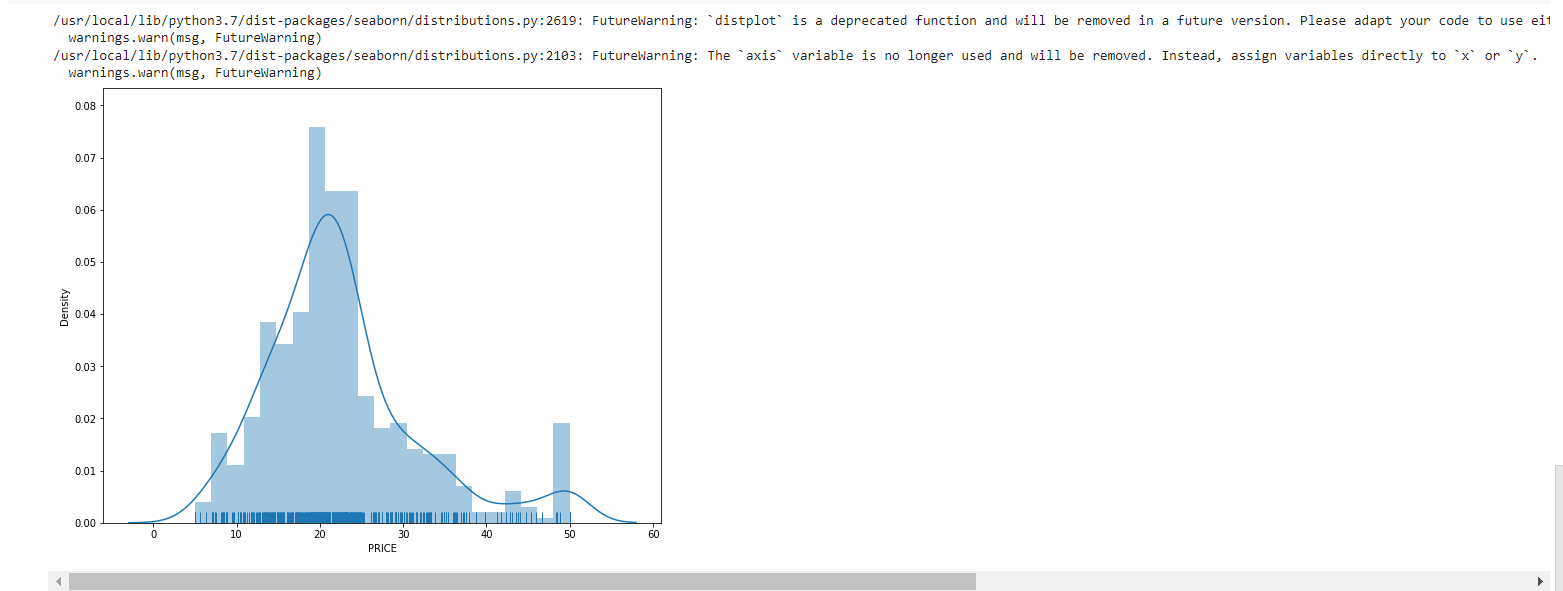 /usr/local/lib/python3.7/dist-packages/seaborn/distributions.py:2619: FutureWarning: `distplot` is a deprecated function and will be removed in a future version. Please adapt your code to use eit
warnings.warn(msg, FutureWarning)
/usr/local/lib/python3.7/dist-packages/seaborn/distributions.py:2103: FutureWarning: The `axis` variable is no longer used and will be removed. Instead, assign variables directly to `x` or `y`.
warnings.warn(msg, FutureWarning)
0.08
0.07
0.06
0.05
0.04
0.03
0.02
0.01
0.00
Density
0 10 20 30 40 50 60
PRICE